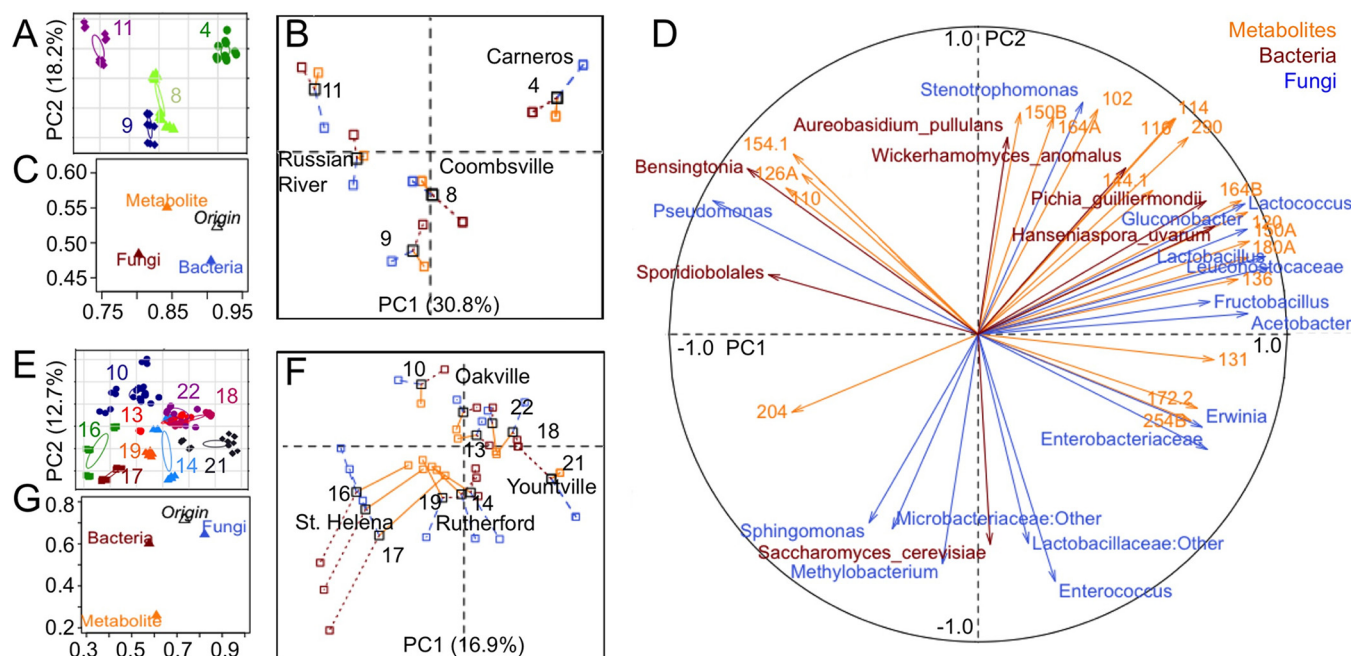 A
11
4
8
9
PC2 (18.2%)
B
Carneros
4
11
Russian
River
Coombsville
8
9
PC1 (30.8%)
C
0.60
0.55
0.50
0.45
Metabolite
Origin
Fungi
Bacteria
0.75 0.85 0.95
D
Metabolites
Bacteria
Fungi
1.0 PC2
Stenotrophomonas
150B
102
114
Aureobasidium_pullulans
164A
110
290
154.1
Wickerhamomyces_anomalus
Bensingtonia
126A
144.1
110
Pichia_guilliermondii
164B
Lactococcus
Pseudomonas
Gluconobacter
Hanseniaspora_uvarum
150A
Lactobacillus
180A
Leuconostocaceae
Sporidiobolales
136
Fructobacillus
Acetobacter
-1.0 PC1
1.0
131
172.2
204
254B
Erwinia
Enterobacteriaceae
Sphingomonas
Microbacteriaceae:Other
Saccharomyces_cerevisiae
Lactobacillaceae:Other
Methylobacterium
Enterococcus
-1.0
E
10
22
18
13
16
19
17
14
21
PC2 (12.7%)
F
10
Oakville
22
18
13
21
Yountville
16
St. Helena
19
14
Rutherford
17
PC1 (16.9%)
G
0.8
0.6
0.4
0.2
Origin
Bacteria
Fungi
Metabolite
0.3 0.5 0.7 0.9